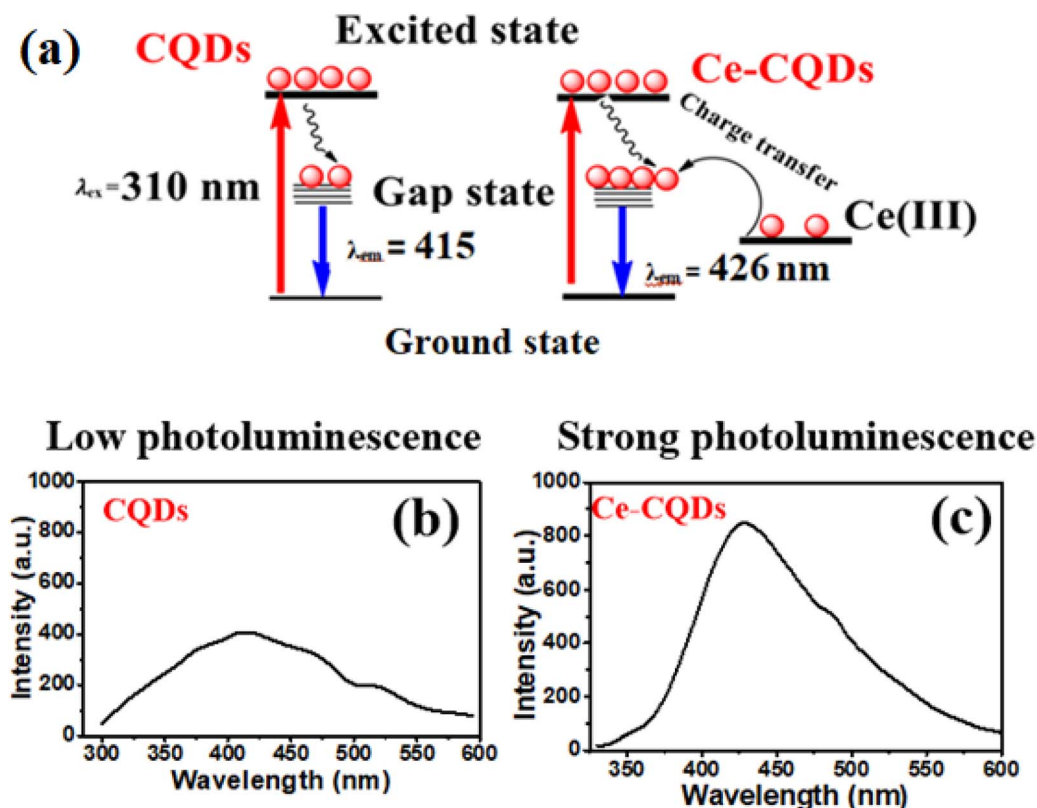 (a)
Excited state
CQDs
Ce-CQDs
Charge transfer
λex = 310 nm
Gap state
Ce(III)
λem = 415
λem = 426 nm
Ground state
Low photoluminescence
Strong photoluminescence
CQDs
(b)
Intensity (a.u.)
1000
800
600
400
200
0
300 350 400 450 500 550 600
Wavelength (nm)
Ce-CQDs
(c)
Intensity (a.u.)
1000
800
600
400
200
0
350 400 450 500 550 600
Wavelength (nm)